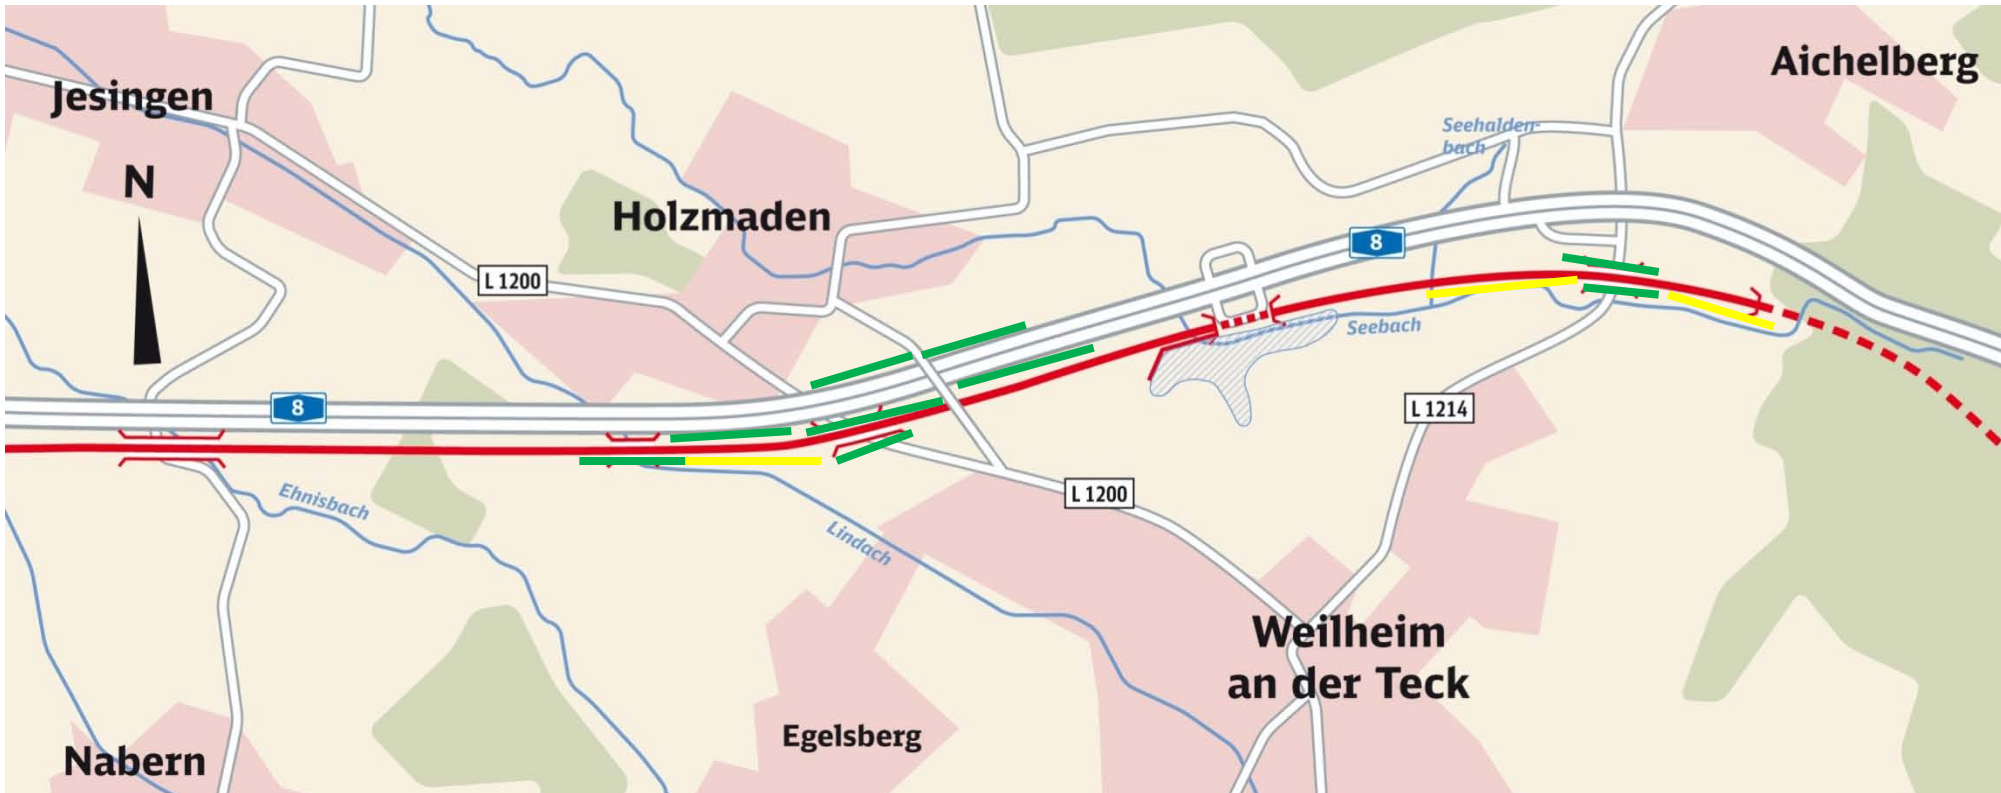 Aichelberg
Jesingen
Seehalden-
bach
N
Holzmaden
8
L 1200
Seebach
8
L 1214
L 1200
Ehnisbach
Lindach
Weilheim
an der Teck
Egelsberg
Nabern